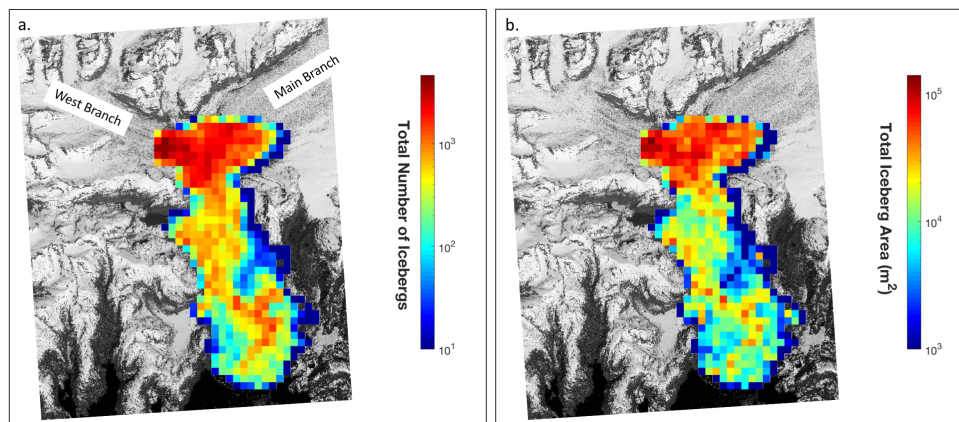 a.
West Branch
Main Branch
10^3
10^2
10^1
Total Number of Icebergs
b.
10^5
10^4
10^3
Total Iceberg Area (m^2)